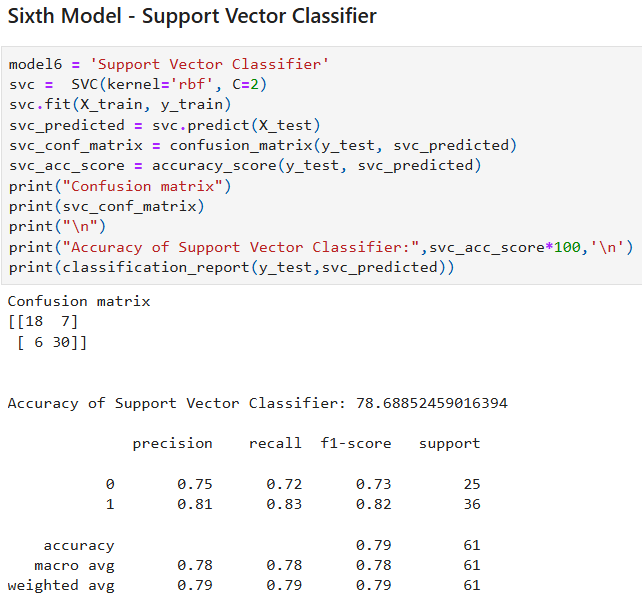 Sixth Model - Support Vector Classifier
model6 = 'Support Vector Classifier'
svc =  SVC(kernel='rbf', C=2)
svc.fit(X_train, y_train)
svc_predicted = svc.predict(X_test)
svc_conf_matrix = confusion_matrix(y_test, svc_predicted)
svc_acc_score = accuracy_score(y_test, svc_predicted)
print("Confusion matrix")
print(svc_conf_matrix)
print("\n")
print("Accuracy of Support Vector Classifier:",svc_acc_score*100,'\n')
print(classification_report(y_test,svc_predicted))
Confusion matrix
[[18  7]
 [ 6 30]]
Accuracy of Support Vector Classifier: 78.68852459016394
              precision    recall  f1-score   support
           0       0.75      0.72      0.73        25
           1       0.81      0.83      0.82        36
    accuracy                           0.79        61
   macro avg       0.78      0.78      0.78        61
weighted avg       0.79      0.79      0.79        61